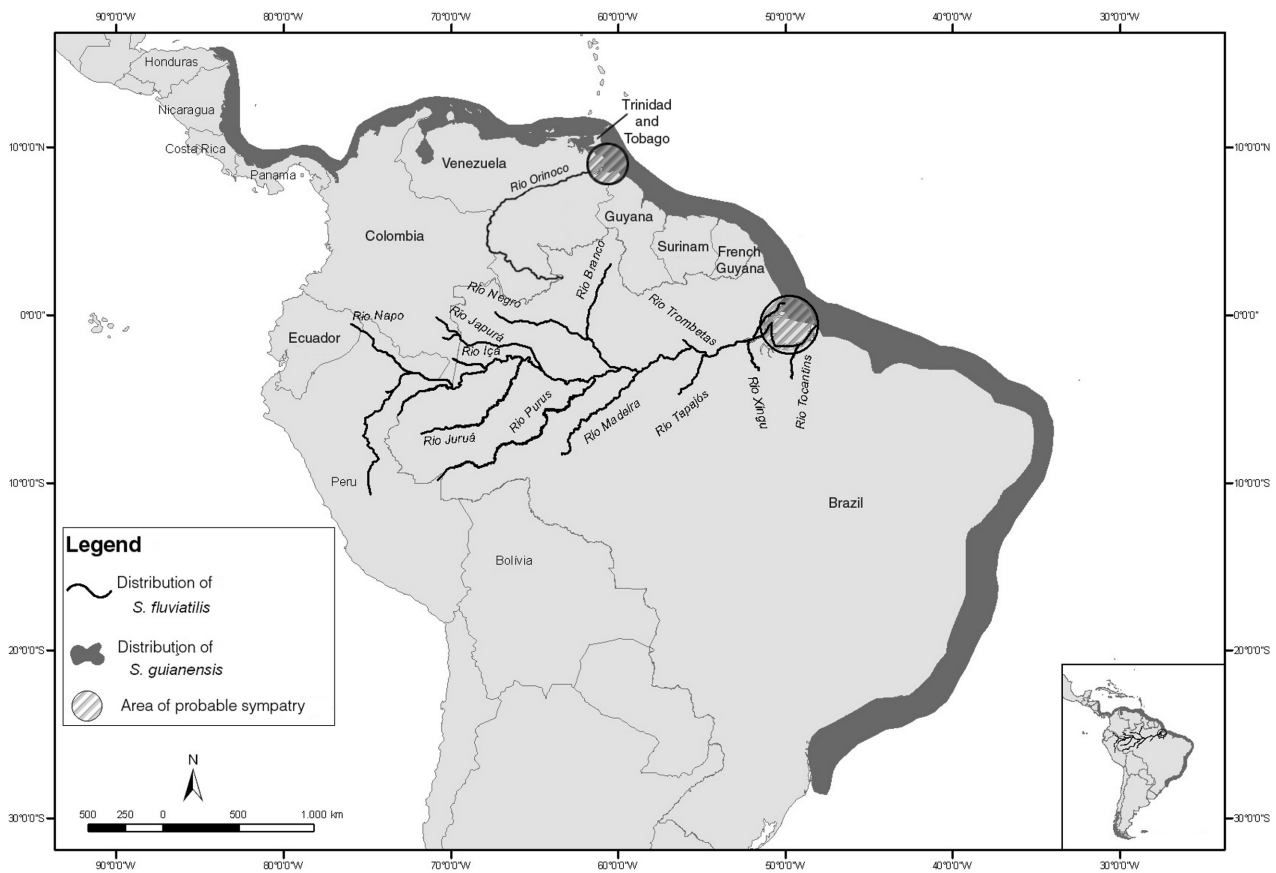 90°0'0"W 80°0'0"W 70°0'0"W 60°0'0"W 50°0'0"W 40°0'0"W 30°0'0"W
Honduras
Nicaragua
Costa Rica
Panama
Trinidad
and
Tobago
10°0'0"N 10°0'0"N
Venezuela
Rio Orinoco
Guyana
Colombia
Surinam
French
Guyana
Rio Branco
Rio Negro
Rio Trombetas
0°0'0" 0°0'0"
Rio Napo
Rio Japurá
Ecuador
Rio Içá
Rio Purus
Rio Juruá
Rio Madeira
Rio Tapajós
Rio Xingu
Rio Tocantins
Peru
10°0'0"S 10°0'0"S
Brazil
Bolívia
Legend
Distribution of
S. fluviatilis
Distribution of
S. guianensis
Area of probable sympatry
20°0'0"S 20°0'0"S
N
500 250 0 500 1.000 km
30°0'0"S 30°0'0"S
90°0'0"W 80°0'0"W 70°0'0"W 60°0'0"W 50°0'0"W 40°0'0"W 30°0'0"W